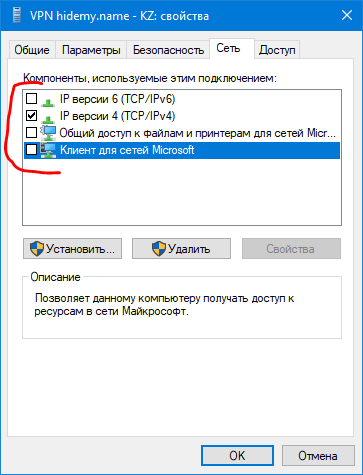 VPN hidemy.name - KZ: свойства
Общие Параметры Безопасность Сеть Доступ
Компоненты, используемые этим подключением:
IP версии 6 (TCP/IPv6)
IP версии 4 (TCP/IPv4)
Общий доступ к файлам и принтерам для сетей Micr...
Клиент для сетей Microsoft
Установить... Удалить Свойства
Описание
Позволяет данному компьютеру получать доступ к
ресурсам в сети Майкрософт.
OK Отмена